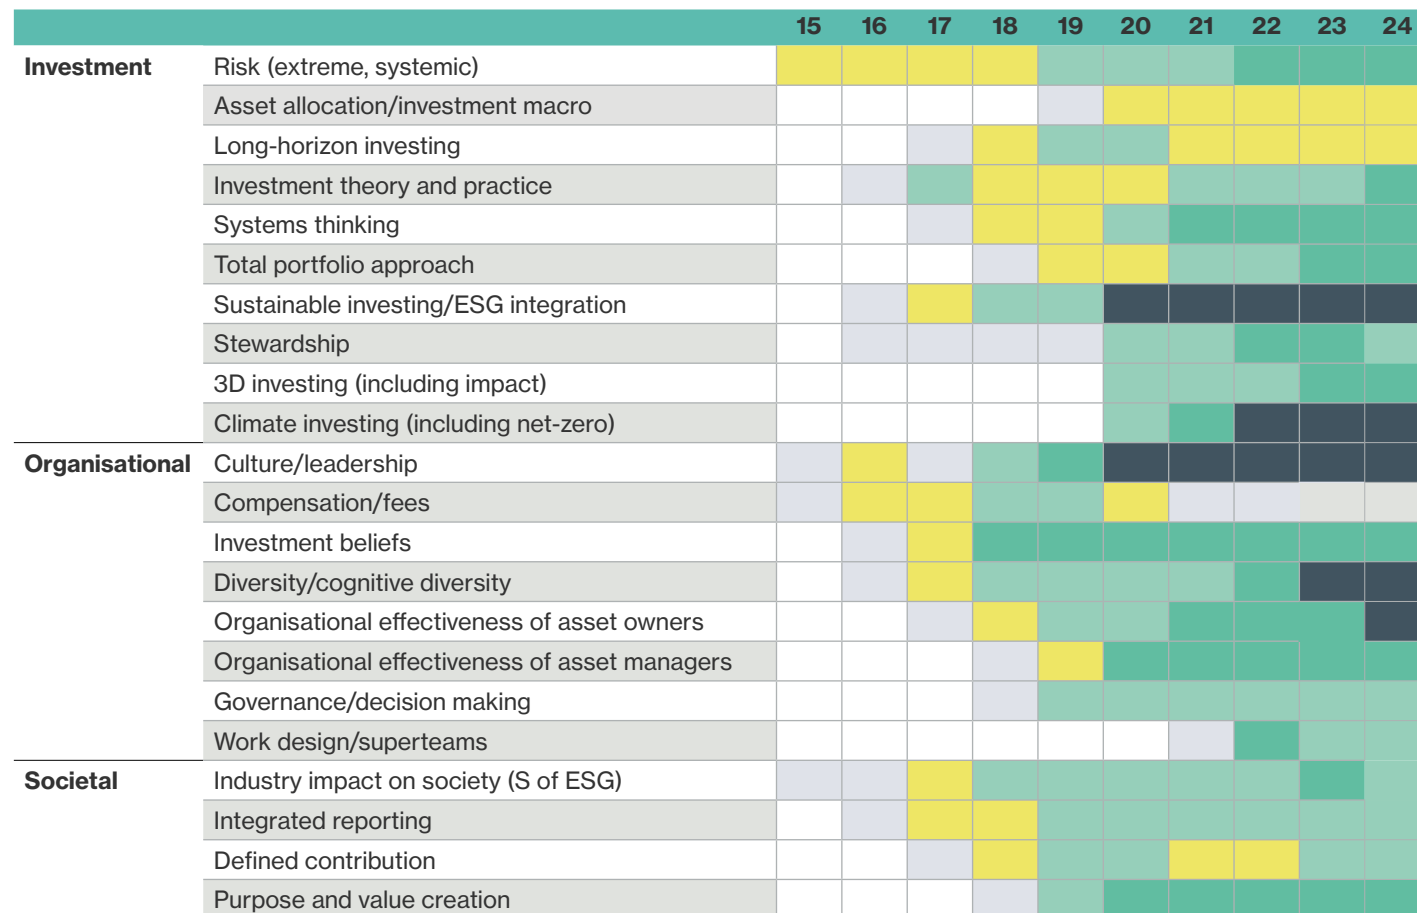 15 16 17 18 19 20 21 22 23 24
Investment Risk (extreme, systemic)
Asset allocation/investment macro
Long-horizon investing
Investment theory and practice
Systems thinking
Total portfolio approach
Sustainable investing/ESG integration
Stewardship
3D investing (including impact)
Climate investing (including net-zero)
Organisational Culture/leadership
Compensation/fees
Investment beliefs
Diversity/cognitive diversity
Organisational effectiveness of asset owners
Organisational effectiveness of asset managers
Governance/decision making
Work design/superteams
Societal Industry impact on society (S of ESG)
Integrated reporting
Defined contribution
Purpose and value creation